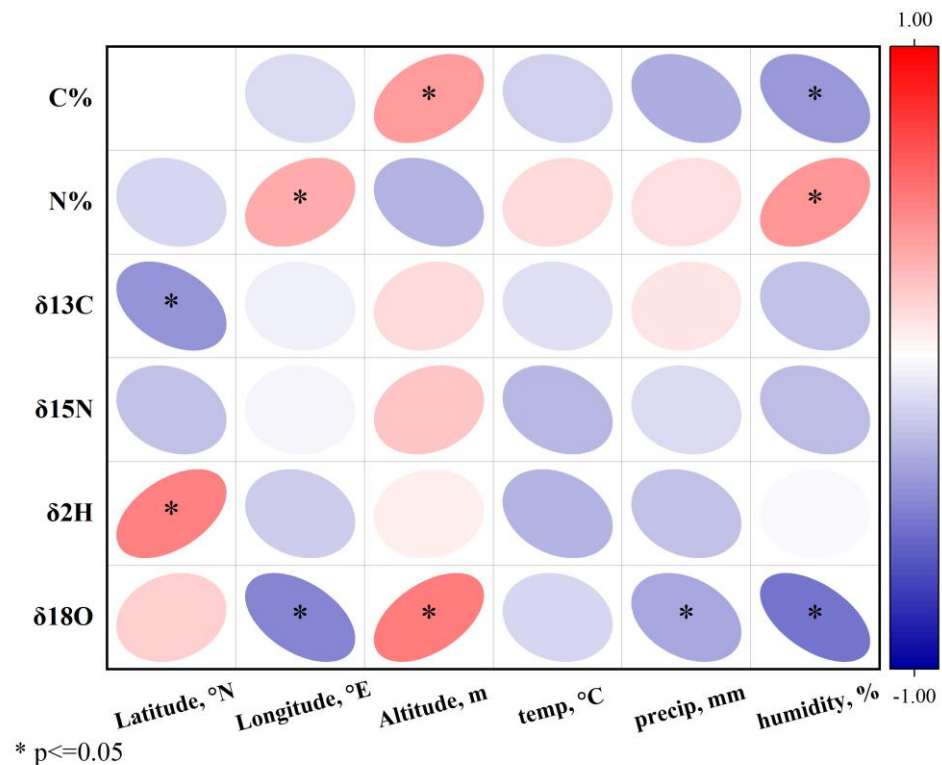 1.00
C% * *
N% * *
δ13C *
δ15N
δ2H *
δ18O * * * *
Latitude, °N Longitude, °E Altitude, m temp, °C precip, mm humidity, % -1.00
* p<=0.05